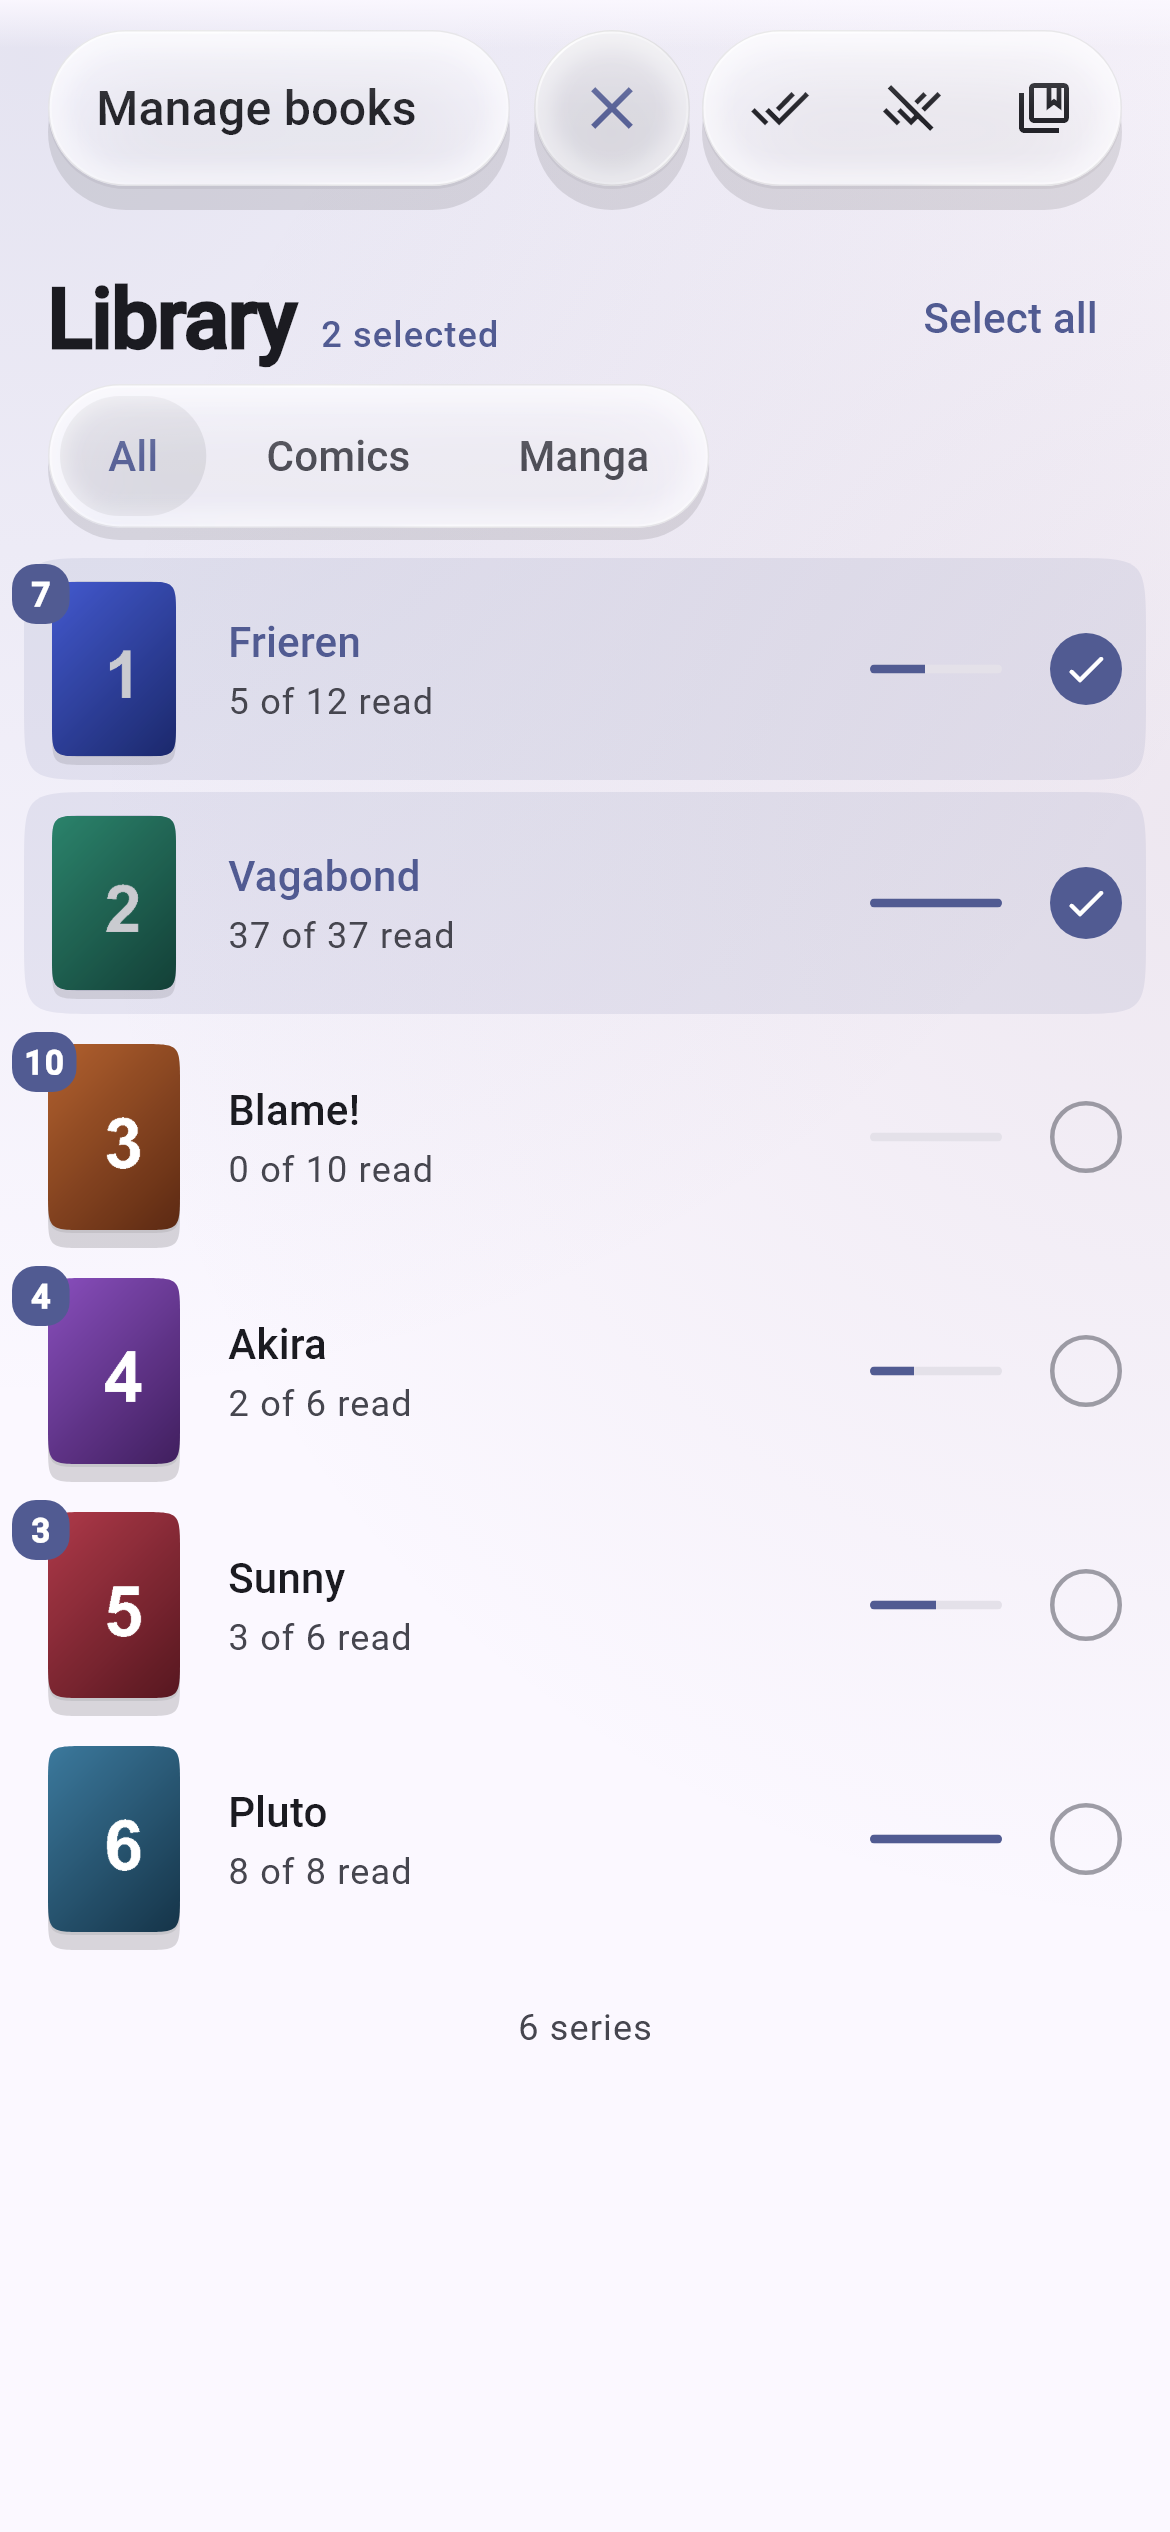 Manage books
Library 2 selected Select all
All Comics Manga
7
1
Frieren
5 of 12 read
2
Vagabond
37 of 37 read
10
3
Blame!
0 of 10 read
4
4
Akira
2 of 6 read
3
5
Sunny
3 of 6 read
6
Pluto
8 of 8 read
6 series